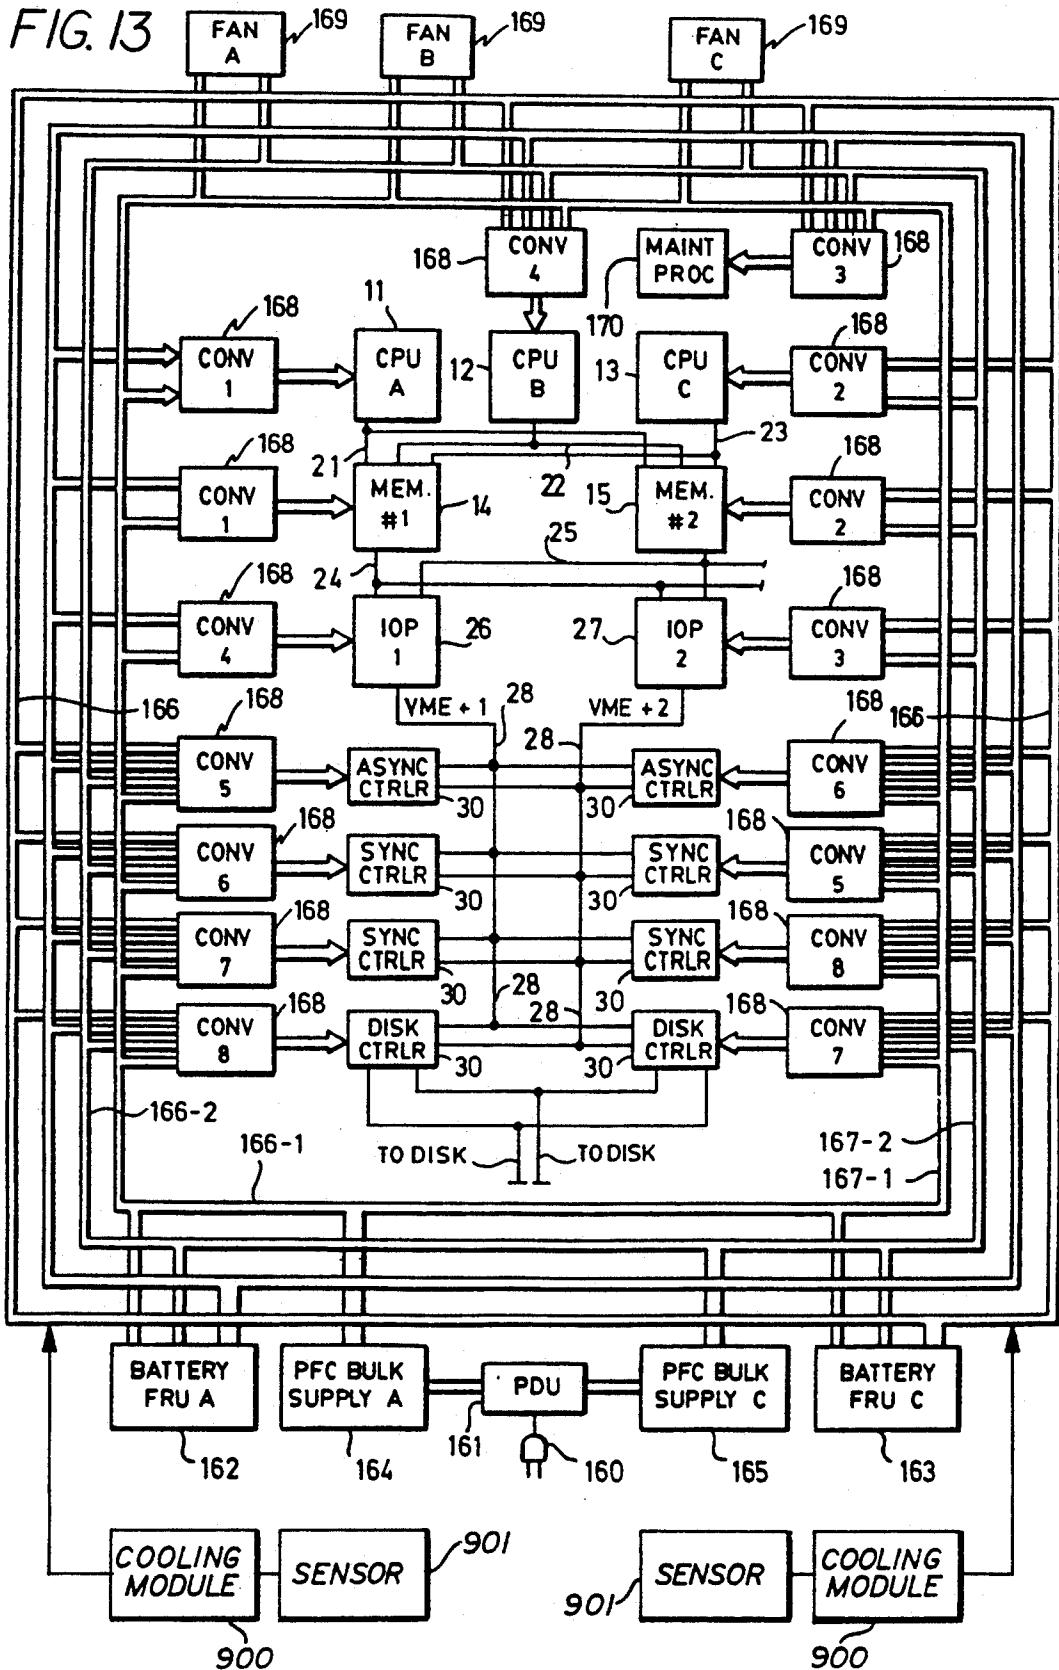 FIG. 13
FAN
A
169
FAN
B
169
FAN
C
169
168
CONV
4
MAINT
PROC
170
CONV
3
168
168
CONV
1
11
CPU
A
12
CPU
B
13
CPU
C
168
CONV
2
21
22
23
168
CONV
1
MEM.
#1
14
15
MEM.
#2
168
CONV
2
24
25
168
CONV
4
IOP
1
26
27
IOP
2
168
CONV
3
166
VME + 1
28
VME + 2
28
166
168
CONV
5
ASYNC
CTRLR
30
ASYNC
CTRLR
30
168
CONV
6
168
CONV
6
SYNC
CTRLR
30
SYNC
CTRLR
30
168
CONV
5
168
CONV
7
SYNC
CTRLR
30
SYNC
CTRLR
30
168
CONV
8
28
28
168
CONV
8
DISK
CTRLR
30
DISK
CTRLR
30
168
CONV
7
166-2
166-1
TO DISK
TO DISK
167-2
167-1
BATTERY
FRU A
162
PFC BULK
SUPPLY A
164
PDU
161
160
PFC BULK
SUPPLY C
165
BATTERY
FRU C
163
COOLING
MODULE
900
SENSOR
901
SENSOR
901
COOLING
MODULE
900